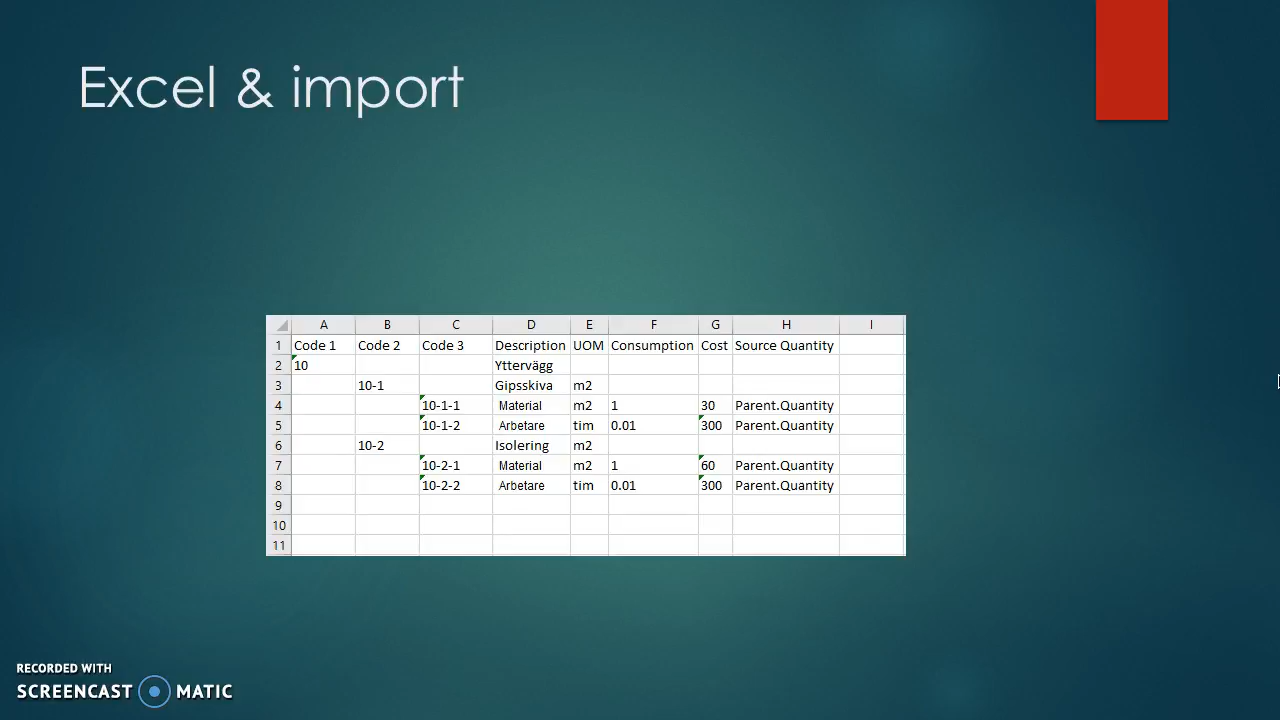 Excel & import
A B C D E F G H I
1 Code 1 Code 2 Code 3 Description UOM Consumption Cost Source Quantity
2 10 Yttervägg
3 10-1 Gipsskiva m2
4 10-1-1 Material m2 1 30 Parent.Quantity
5 10-1-2 Arbetare tim 0.01 300 Parent.Quantity
6 10-2 Isolering m2
7 10-2-1 Material m2 1 60 Parent.Quantity
8 10-2-2 Arbetare tim 0.01 300 Parent.Quantity
9
10
11
RECORDED WITH
SCREENCAST MATIC